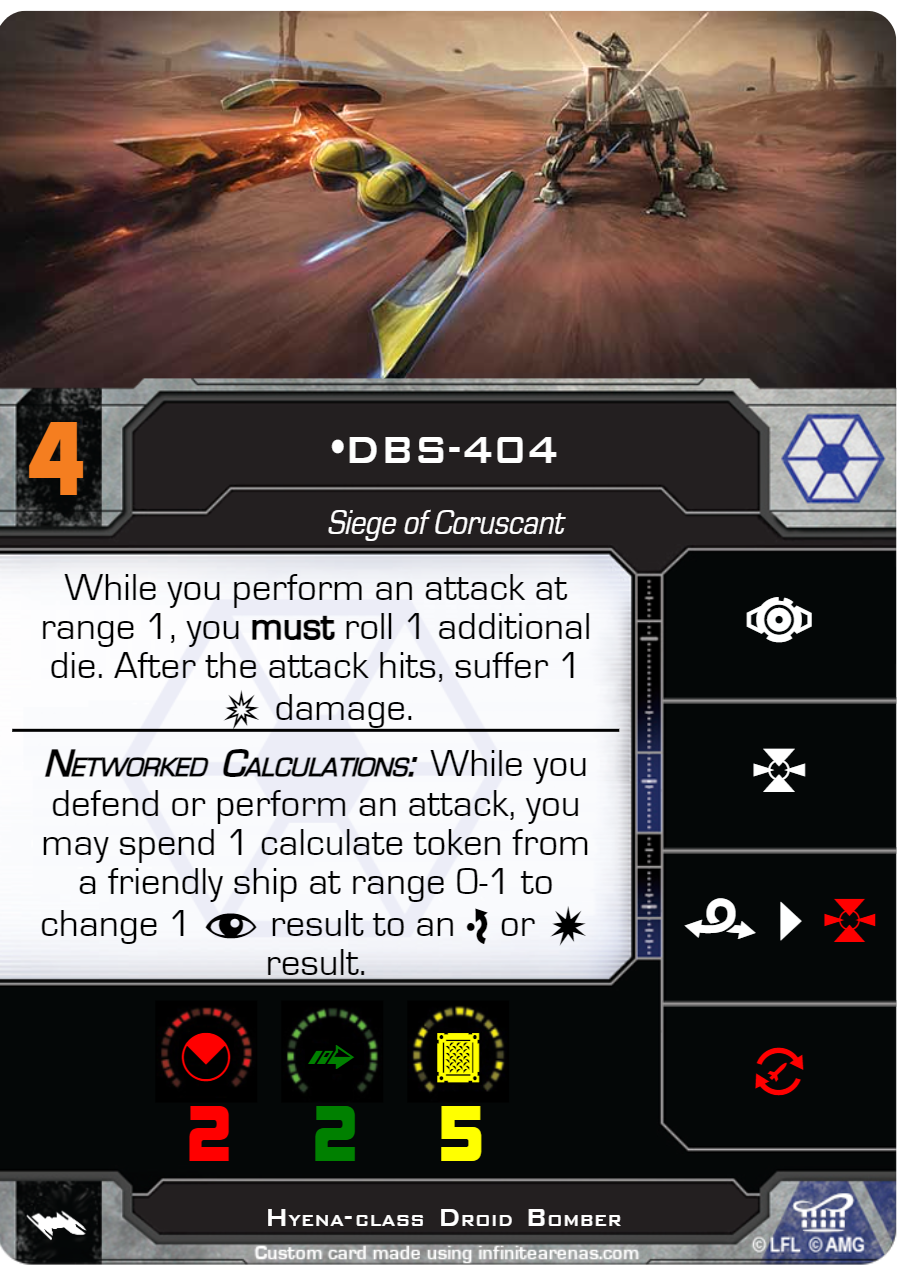 4
•DBS-404
Siege of Coruscant
While you perform an attack at
range 1, you must roll 1 additional
die. After the attack hits, suffer 1
damage.
NETWORKED CALCULATIONS: While you
defend or perform an attack, you
may spend 1 calculate token from
a friendly ship at range 0-1 to
change 1 result to an or
result.
2 2 5
HYENA-CLASS DROID BOMBER
Custom card made using infinitearenas.com
© LFL © AMG